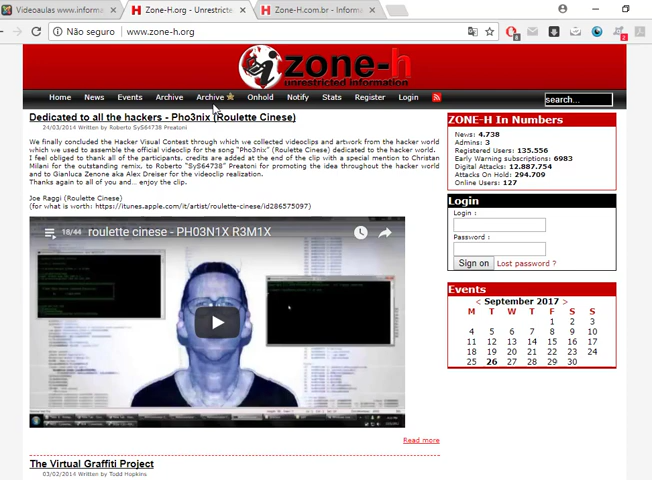 Videoaulas www.informa
Zone-H.org - Unrestricte
Zone-H.com.br - Informa
Não seguro
www.zone-h.org
zone-h
unrestricted information
Home News Events Archive Archive Onhold Notify Stats Register Login
search...
Dedicated to all the hackers - Pho3nix (Roulette Cinese)
24/03/2014 Written by Roberto SyS64738 Preatoni
We finally concluded the Hacker Visual Contest through which we collected videoclips and artwork from the hacker world
which we used to assemble the official videoclip for the song "Pho3nix" (Roulette Cinese) dedicated to the hacker world.
I feel obliged to thank all of the participants. credits are added at the end of the clip with a special mention to Christan
Milani for the outstanding remix, to Roberto "SyS64738" Preatoni for promoting the idea throughout the hacker world
and to Gianluca Zenone aka Alex Dreiser for the videoclip realization.
Thanks again to all of you and... enjoy the clip.
Joe Raggi (Roulette Cinese)
(for what is worth: https://itunes.apple.com/it/artist/roulette-cinese/id286575097)
18/44 roulette cinese - PH03N1X R3M1X
Read more
The Virtual Graffiti Project
03/02/2014 Written by Todd Hopkins
ZONE-H In Numbers
News: 4.738
Admins: 3
Registered Users: 135.556
Early Warning subscriptions: 6983
Digital Attacks: 12.887.754
Attacks On Hold: 294.709
Online Users: 127
Login
Login :
Password :
Sign on
Lost password ?
Events
< September 2017 >
M T W T F S S
1 2 3
4 5 6 7 8 9 10
11 12 13 14 15 16 17
18 19 20 21 22 23 24
25 26 27 28 29 30